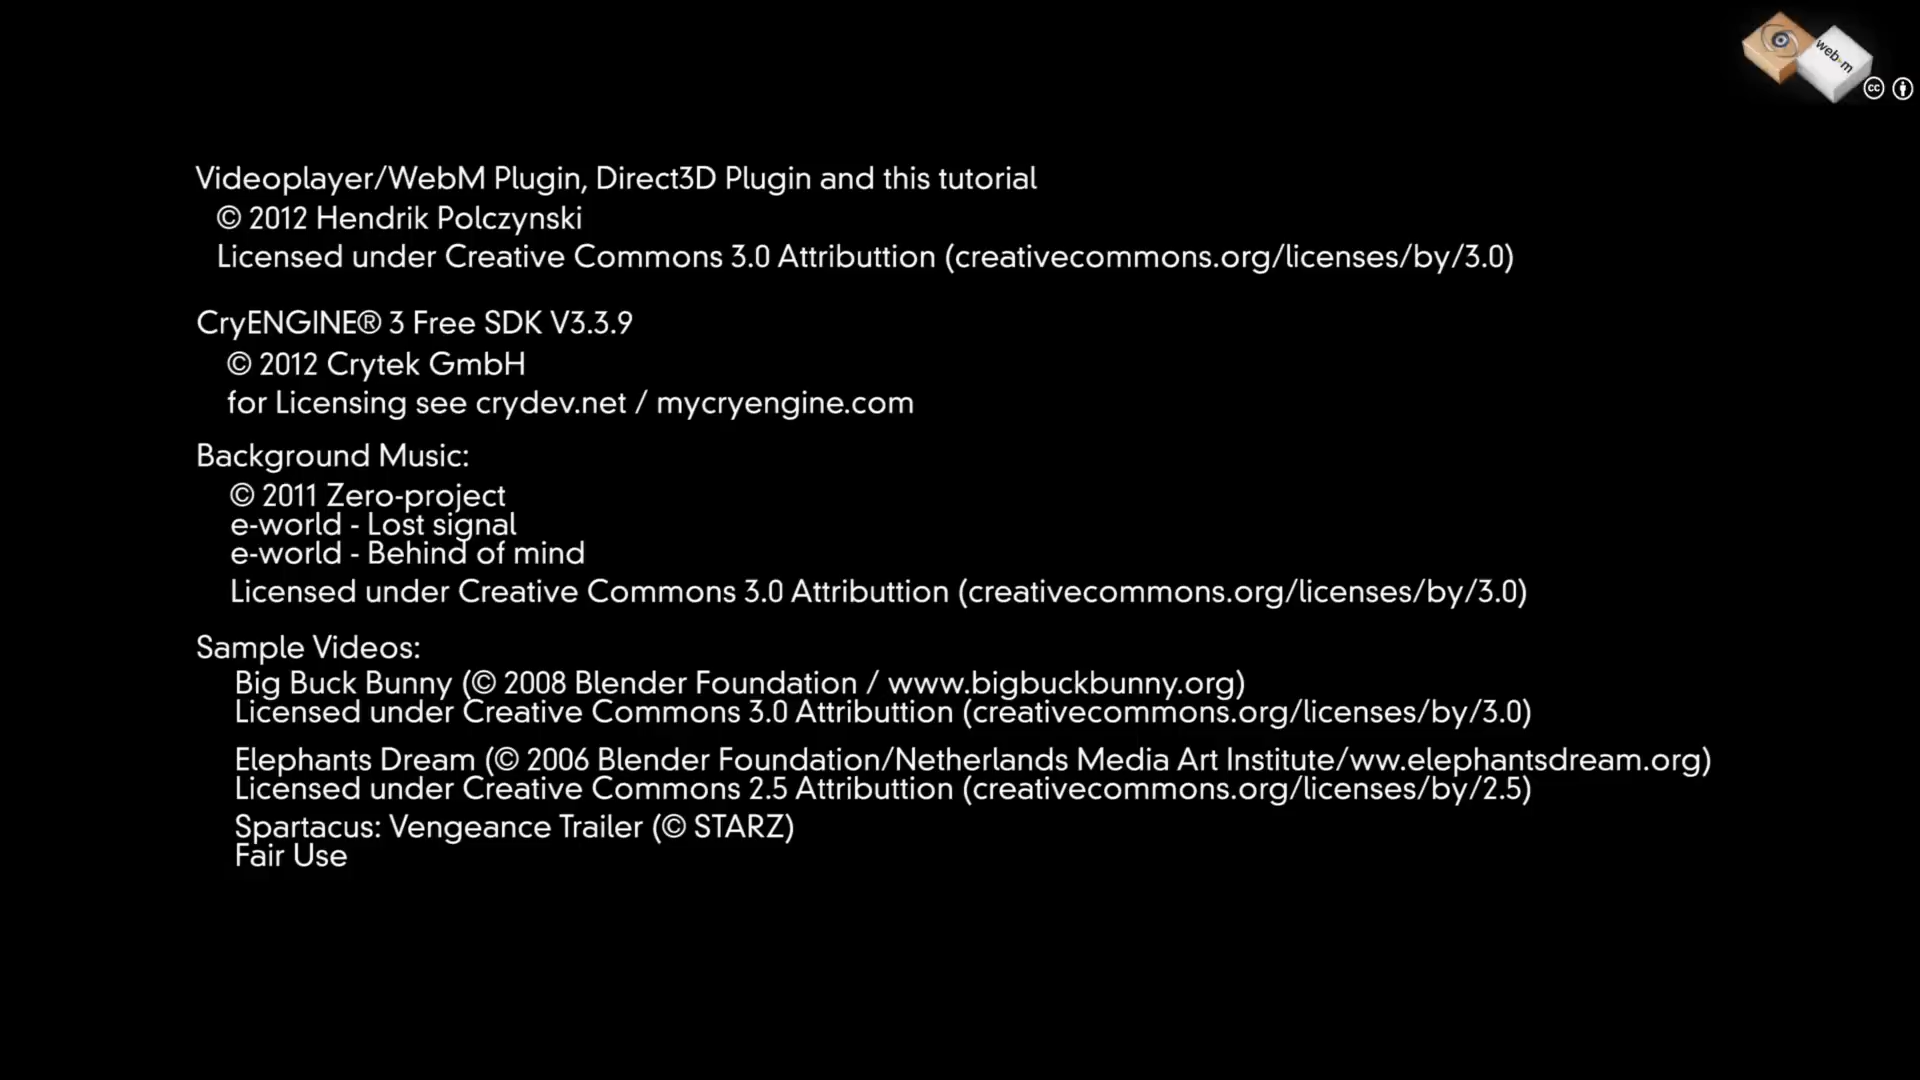 web▸m
cc
Videoplayer/WebM Plugin, Direct3D Plugin and this tutorial
© 2012 Hendrik Polczynski
Licensed under Creative Commons 3.0 Attributtion (creativecommons.org/licenses/by/3.0)
CryENGINE® 3 Free SDK V3.3.9
© 2012 Crytek GmbH
for Licensing see crydev.net / mycryengine.com
Background Music:
© 2011 Zero-project
e-world - Lost signal
e-world - Behind of mind
Licensed under Creative Commons 3.0 Attributtion (creativecommons.org/licenses/by/3.0)
Sample Videos:
Big Buck Bunny (© 2008 Blender Foundation / www.bigbuckbunny.org)
Licensed under Creative Commons 3.0 Attributtion (creativecommons.org/licenses/by/3.0)
Elephants Dream (© 2006 Blender Foundation/Netherlands Media Art Institute/ww.elephantsdream.org)
Licensed under Creative Commons 2.5 Attributtion (creativecommons.org/licenses/by/2.5)
Spartacus: Vengeance Trailer (© STARZ)
Fair Use